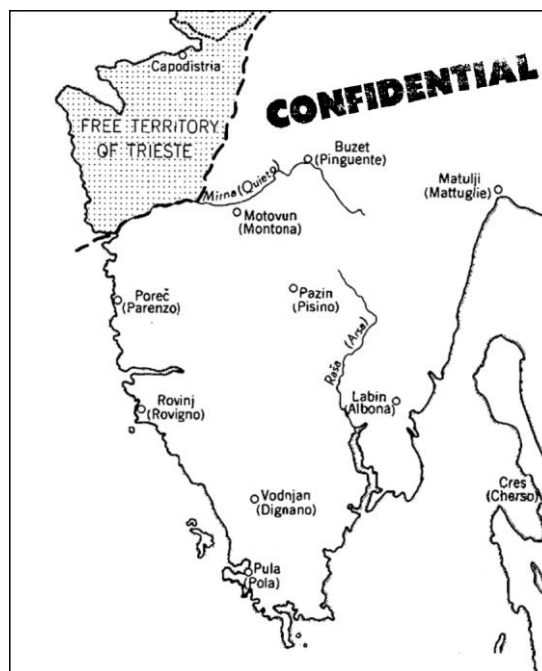 Capodistria
CONFIDENTIAL
FREE TERRITORY
OF TRIESTE
Buzet
(Pinguente)
Mirna (Quieto)
Matulji
(Mattuglie)
Motovun
(Montona)
Pazin
(Pisino)
Poreč
(Parenzo)
Raša (Arsa)
Labin
(Albona)
Rovinj
(Rovigno)
Cres
(Cherso)
Vodnjan
(Dignano)
Pula
(Pola)